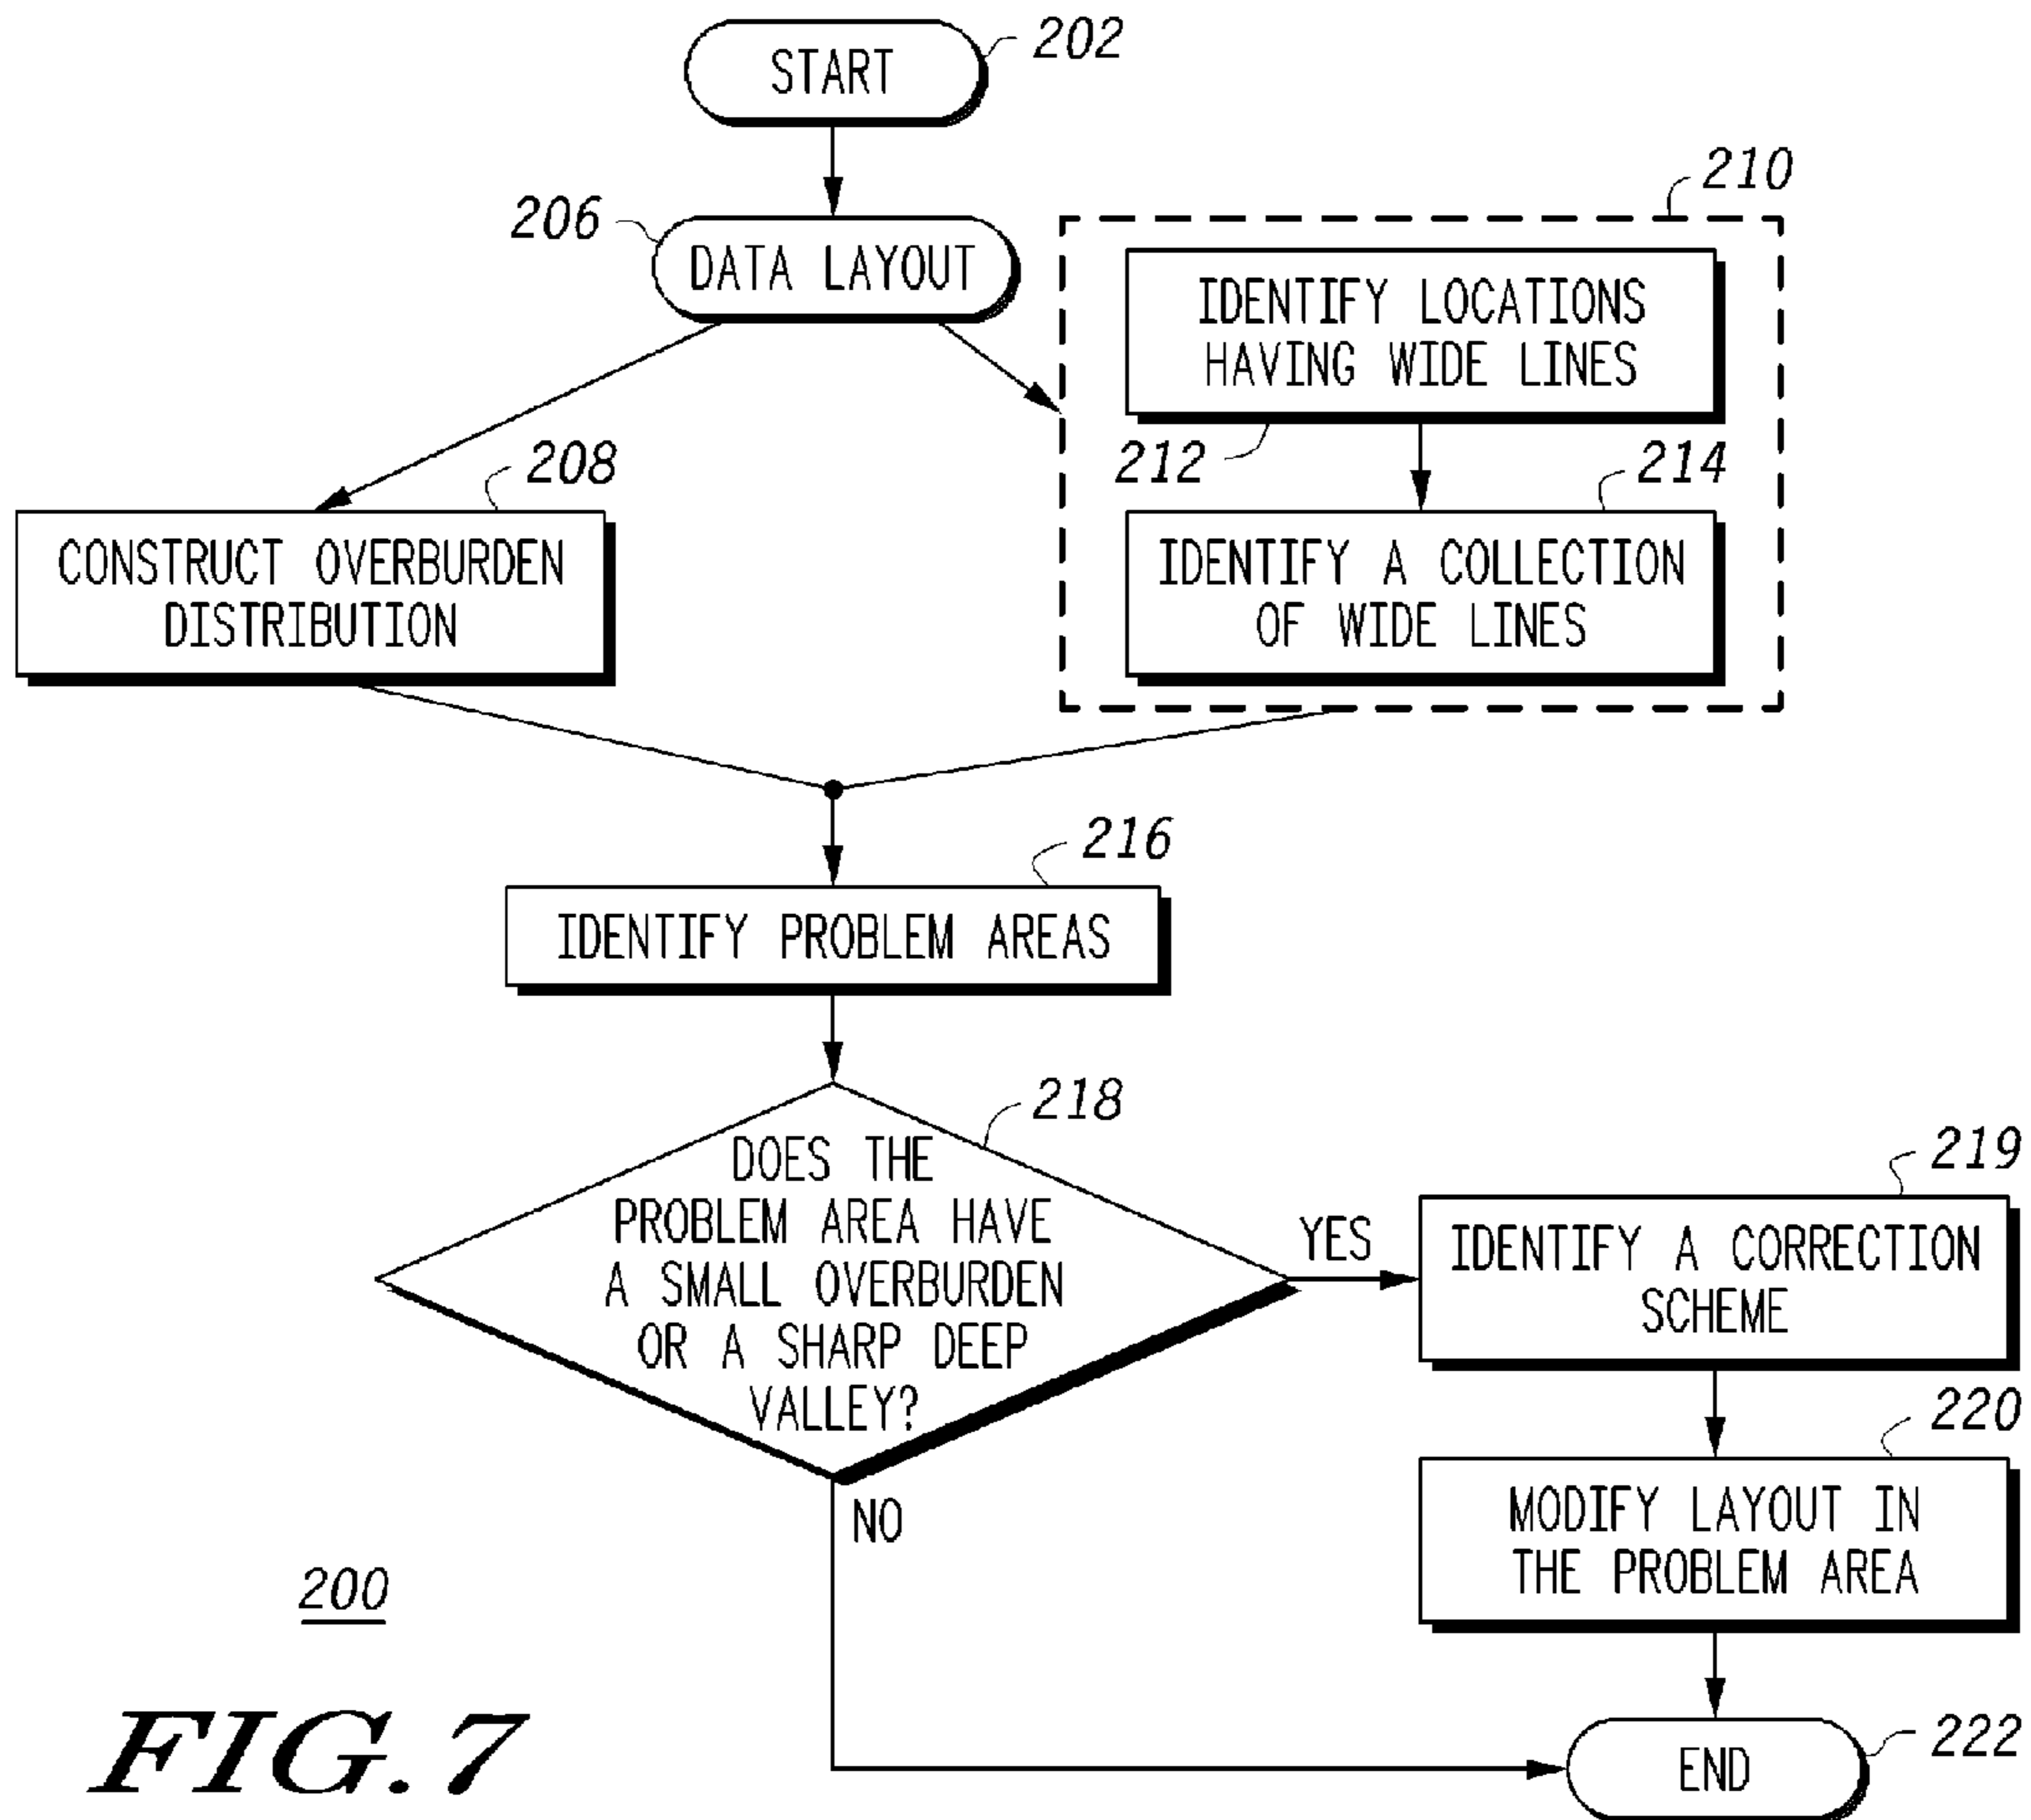 START
202
206
DATA LAYOUT
210
IDENTIFY LOCATIONS
HAVING WIDE LINES
212
214
208
CONSTRUCT OVERBURDEN
DISTRIBUTION
IDENTIFY A COLLECTION
OF WIDE LINES
216
IDENTIFY PROBLEM AREAS
218
DOES THE
PROBLEM AREA HAVE
A SMALL OVERBURDEN
OR A SHARP DEEP
VALLEY?
YES
219
IDENTIFY A CORRECTION
SCHEME
220
MODIFY LAYOUT IN
THE PROBLEM AREA
NO
200
222
END
FIG. 7